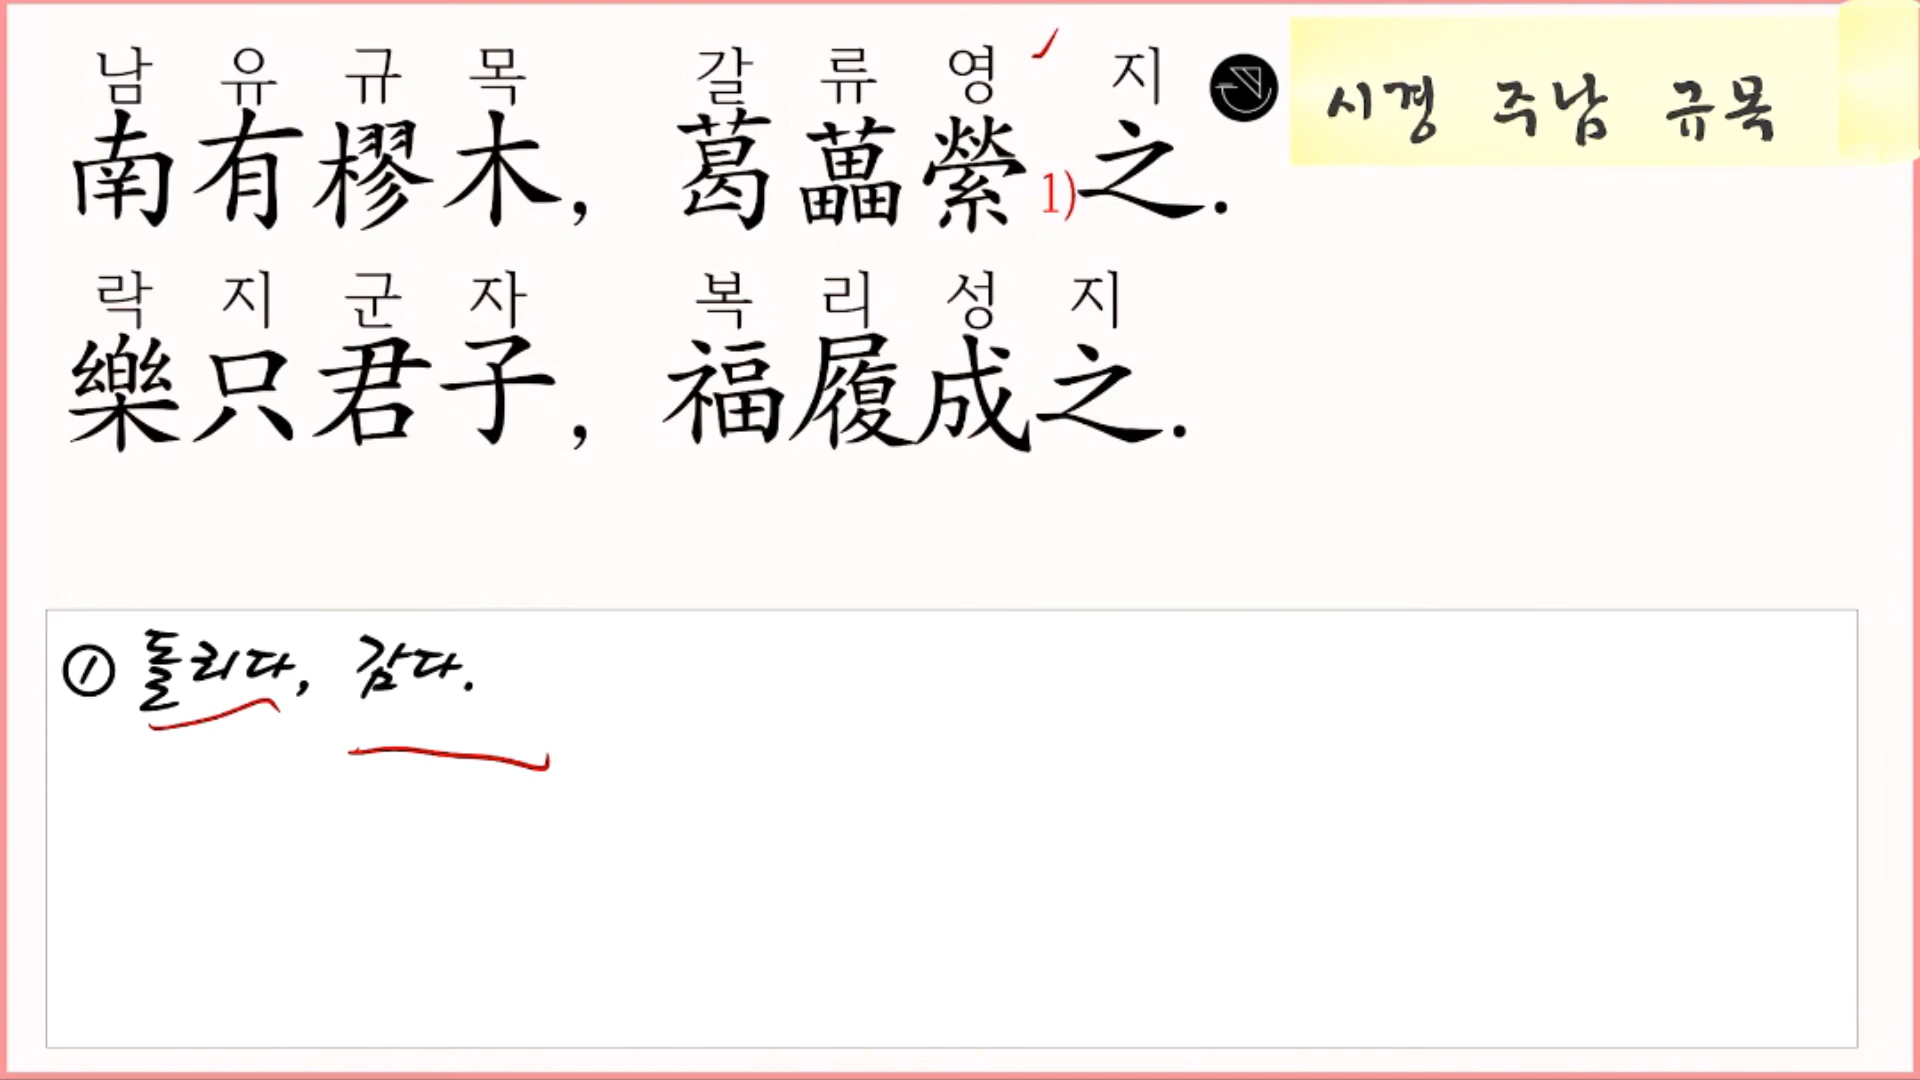 남 유 규 목 갈 류 영 지
南有樛木, 葛藟縈1)之.
시경 주남 규목
락 지 군 자 복 리 성 지
樂只君子, 福履成之.
① 돌리다, 감다.